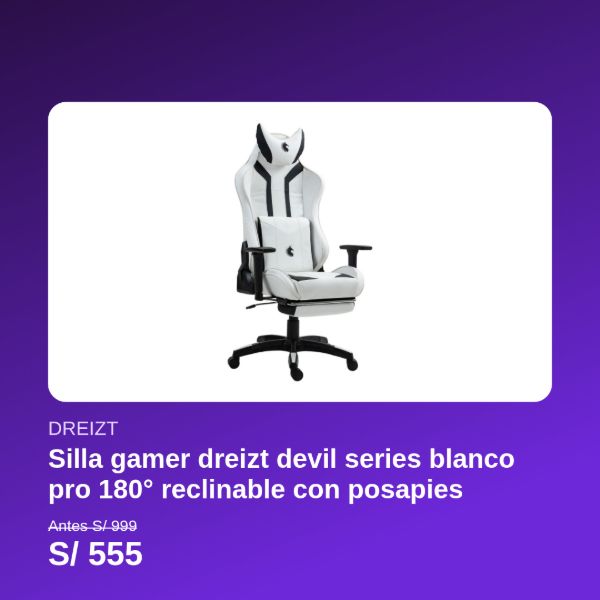 DREIZT
Silla gamer dreizt devil series blanco
pro 180° reclinable con posapies
Antes S/ 999
S/ 555